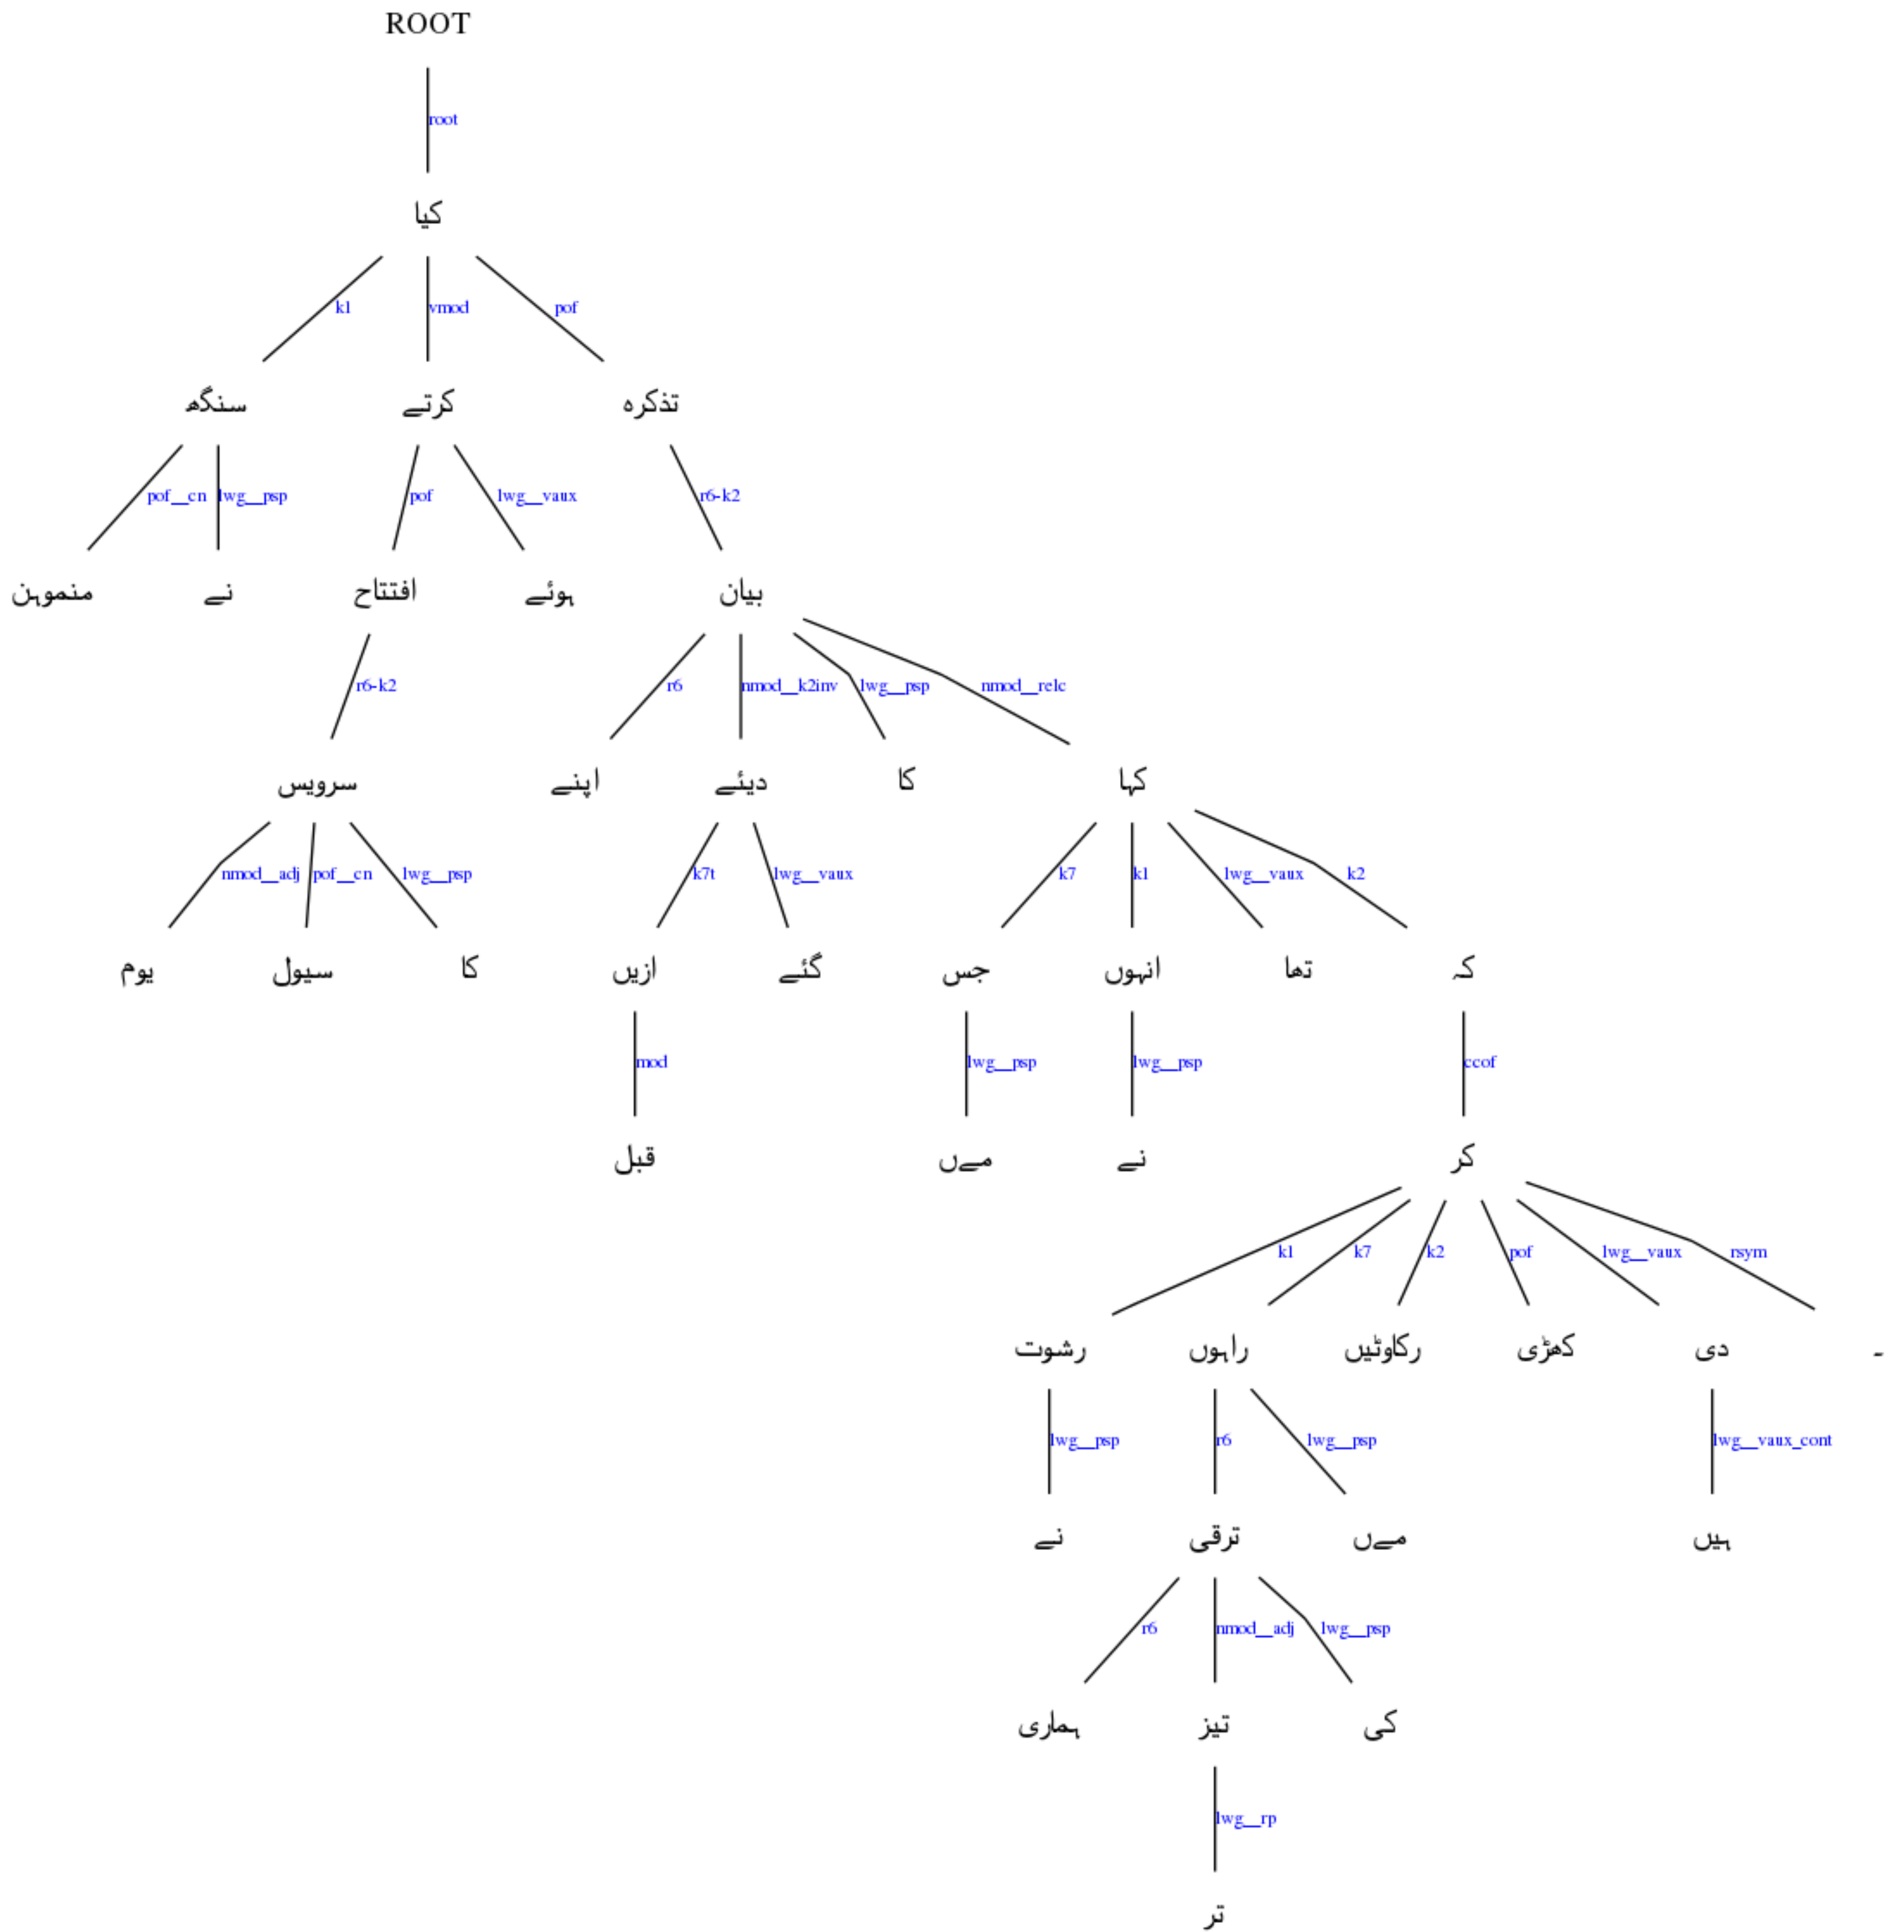 ROOT
root
کیا
k1 vmod pof
سنگھ کرتے تذکرہ
pof__cn lwg__psp pof lwg__vaux r6-k2
منموہن نے افتتاح ہوئے بیان
r6-k2 r6 nmod__k2inv lwg__psp nmod__relc
سرویس اپنے دیئے کا کہا
nmod__adj pof__cn lwg__psp k7t lwg__vaux k7 k1 lwg__vaux k2
یوم سیول کا ازیں گئے جس انہوں تھا کہ
mod lwg__psp lwg__psp ccof
قبل مےں نے کر
k1 k7 k2 pof lwg__vaux rsym
رشوت راہوں رکاوٹیں کھڑی دی ۔
lwg__psp r6 lwg__psp lwg__vaux_cont
نے ترقی مےں ہیں
r6 nmod__adj lwg__psp
ہماری تیز کی
lwg__rp
تر